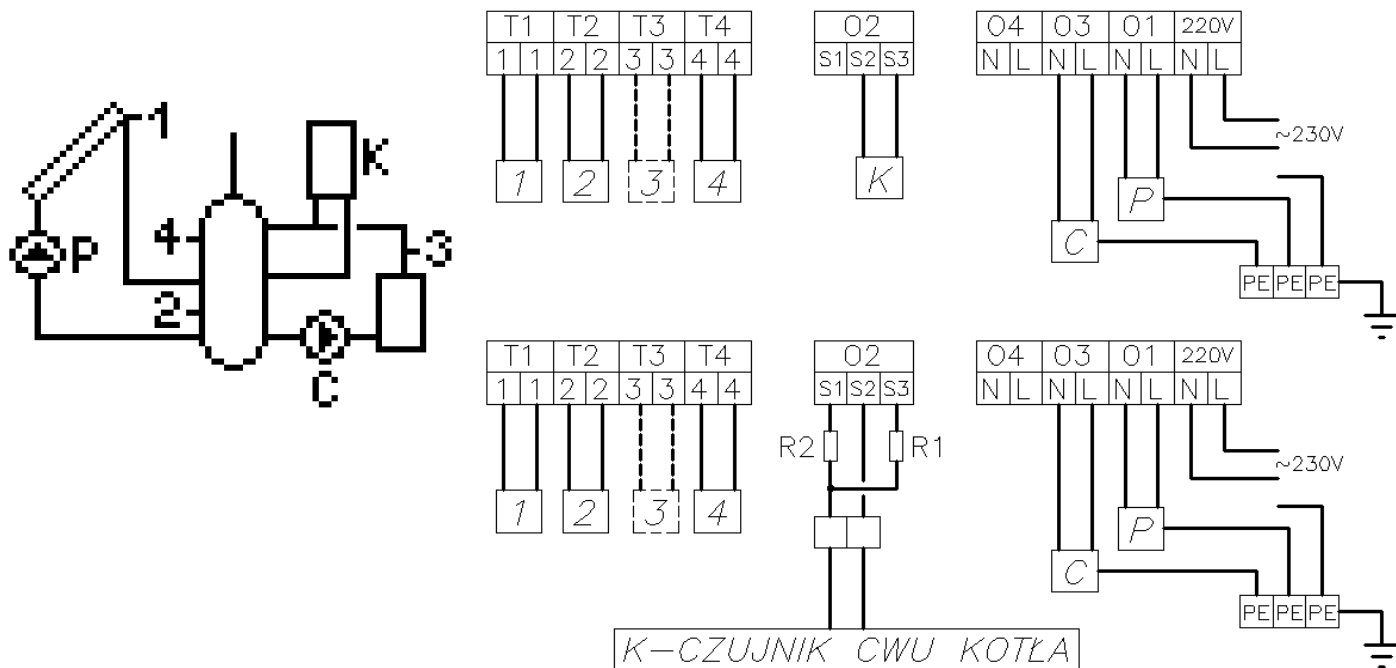 T1 T2 T3 T4
1 1 2 2 3 3 4 4
1 2 3 4
O2
S1 S2 S3
K
O4 O3 O1 220V
N L N L N L N L
~230V
P
C
PE PE PE
1
K
4
P
3
2
C
T1 T2 T3 T4
1 1 2 2 3 3 4 4
1 2 3 4
O2
S1 S2 S3
R2 R1
O4 O3 O1 220V
N L N L N L N L
~230V
P
C
PE PE PE
K-CZUJNIK CWU KOTŁA